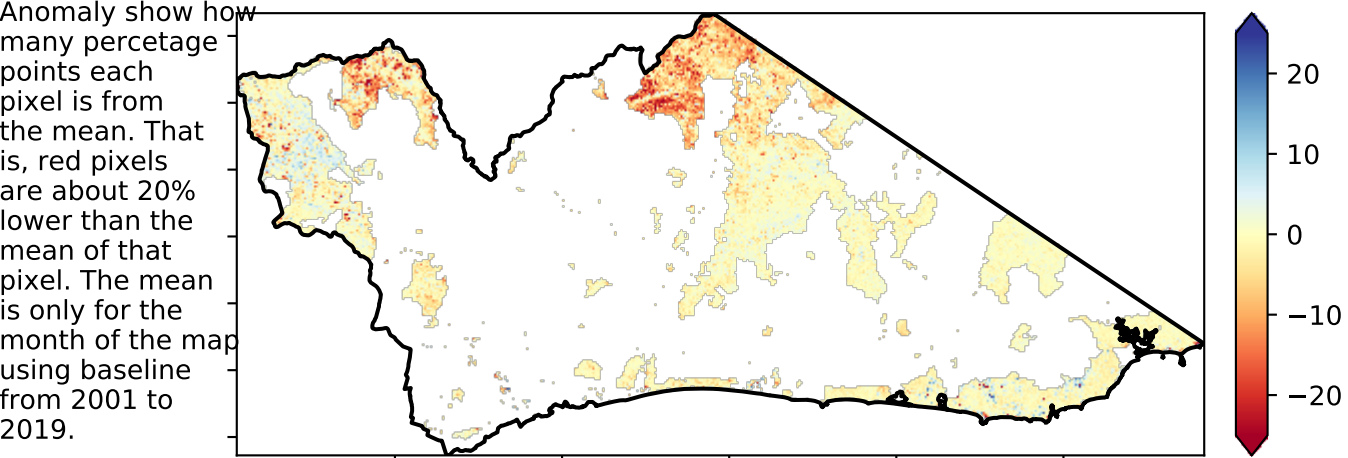 Anomaly show how
many percetage
points each
pixel is from
the mean. That
is, red pixels
are about 20%
lower than the
mean of that
pixel. The mean
is only for the
month of the map
using baseline
from 2001 to
2019.
20
10
0
−10
−20